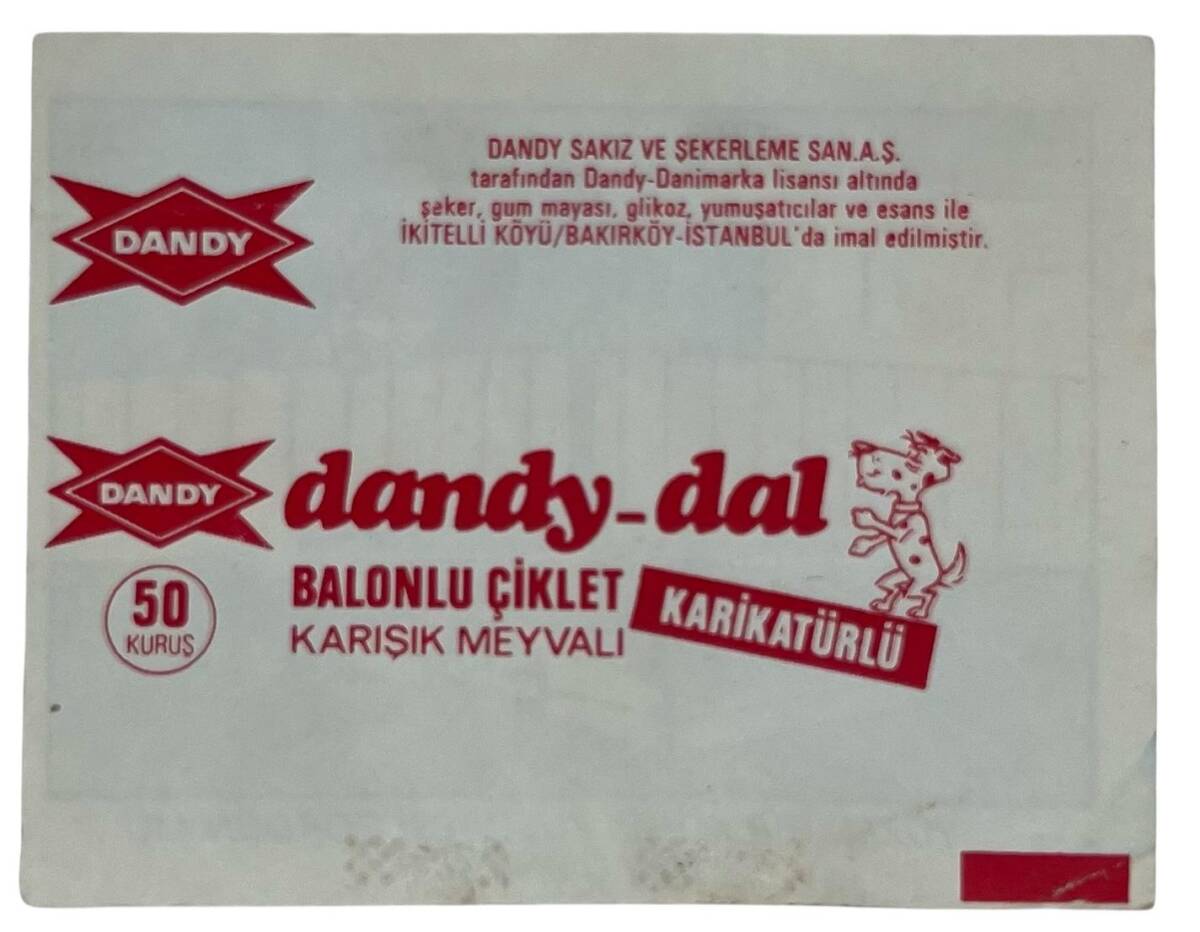 DANDY SAKIZ VE ŞEKERLEME SAN.A.Ş.
tarafından Dandy-Danimarka lisansı altında
şeker, gum mayası, glikoz, yumuşatıcılar ve esans ile
İKİTELLİ KÖYÜ/BAKIRKÖY-İSTANBUL'da imal edilmiştir.
DANDY
DANDY
dandy-dal
50
KURUŞ
BALONLU ÇİKLET
KARIŞIK MEYVALI
KARİKATÜRLÜ